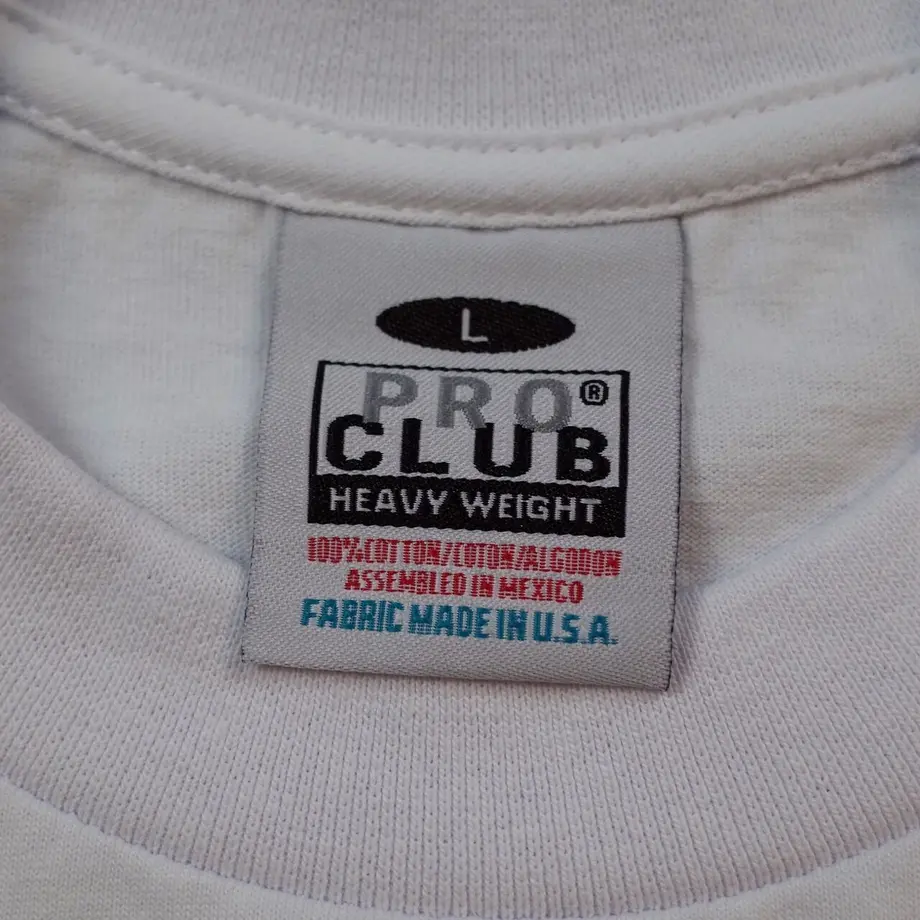 L
PRO®
CLUB
HEAVY WEIGHT
100%COTTON/COTON/ALGODON
ASSEMBLED IN MEXICO
FABRIC MADE IN U.S.A.